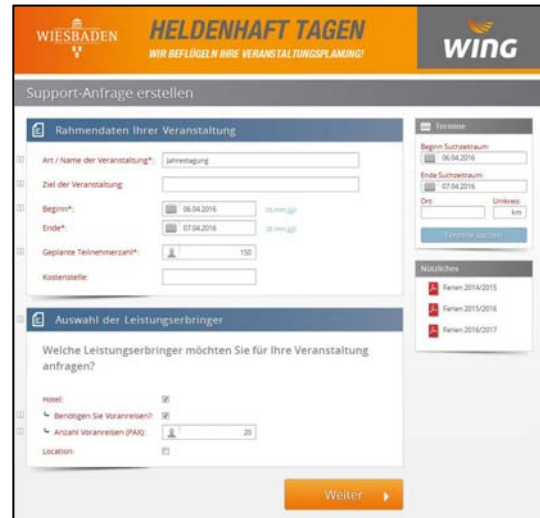 WIESBADEN
HELDENHAFT TAGEN
WIR BEFLÜGELN IHRE VERANSTALTUNGSPLANUNG!
WING
Support-Anfrage erstellen
Rahmendaten Ihrer Veranstaltung
Art / Name der Veranstaltung*: Jahrestagung
Ziel der Veranstaltung:
Beginn*: 06.04.2016
Ende*: 07.04.2016
Geplante Teilnehmerzahl*: 150
Kostenstelle:
Auswahl der Leistungserbringer
Welche Leistungserbringer möchten Sie für Ihre Veranstaltung
anfragen?
Hotel:
Benötigen Sie Voranreisen?:
Anzahl Voranreisen (PAX): 20
Location:
Weiter
Termine
Beginn Suchzeitraum:
06.04.2016
Ende Suchzeitraum:
07.04.2016
Ort: Umkreis:
km
Termine suchen
Nützliches
Ferien 2014/2015
Ferien 2015/2016
Ferien 2016/2017